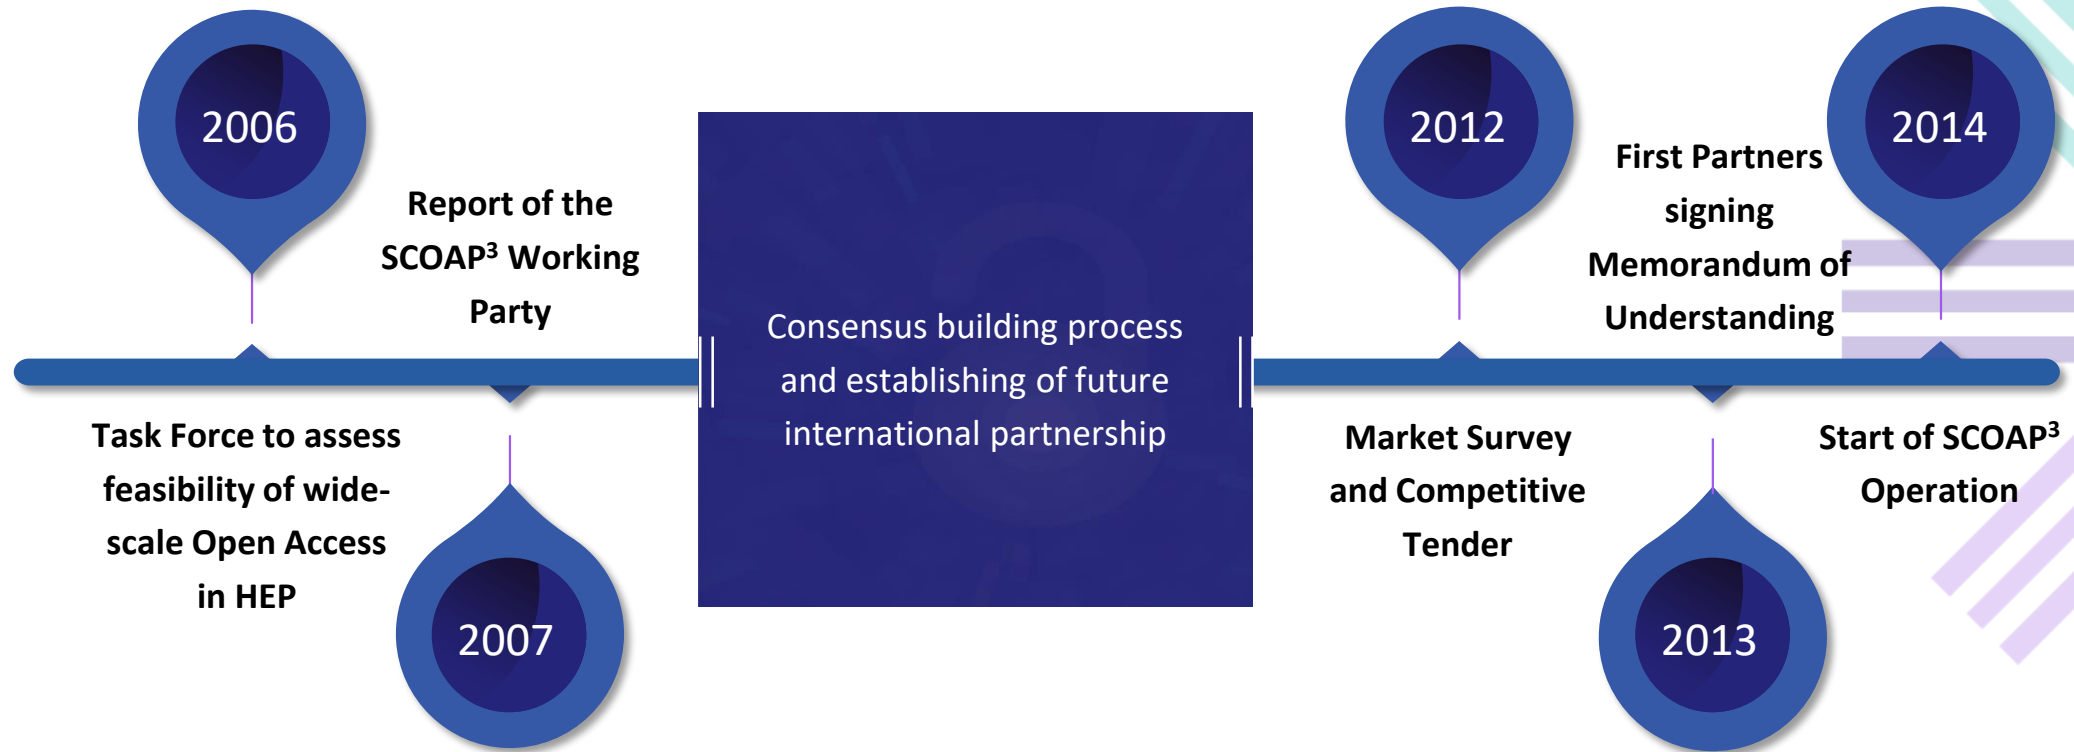 2006
Report of the
SCOAP³ Working
Party
Task Force to assess
feasibility of wide-
scale Open Access
in HEP
2007
Consensus building process
and establishing of future
international partnership
2012
First Partners
signing
Memorandum of
Understanding
2014
Market Survey
and Competitive
Tender
2013
Start of SCOAP³
Operation